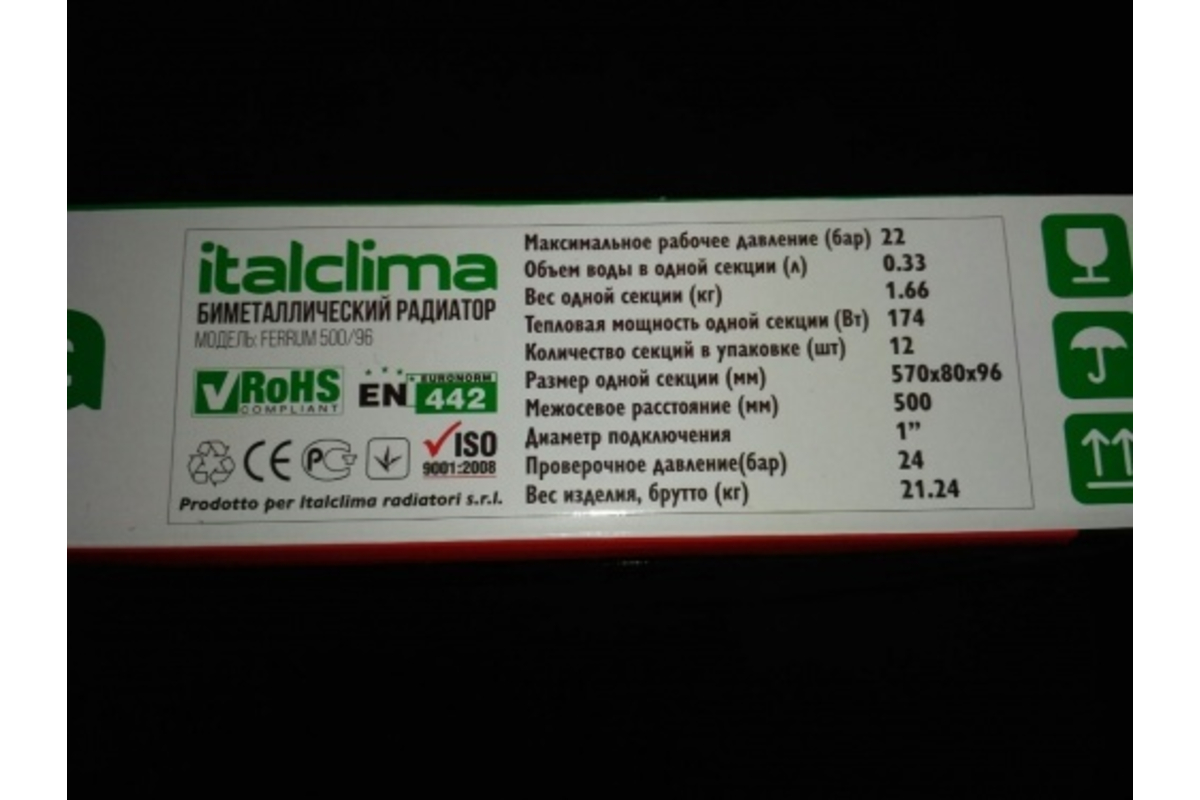 italclima
БИМЕТАЛЛИЧЕСКИЙ РАДИАТОР
МОДЕЛЬ: FERRUM 500/96
RoHS
COMPLIANT
EN
EURONORM
442
CE
РС
ISO
9001:2008
Prodotto per Italclima radiatori s.r.l.
Максимальное рабочее давление (бар) 22
Объем воды в одной секции (л) 0.33
Вес одной секции (кг) 1.66
Тепловая мощность одной секции (Вт) 174
Количество секций в упаковке (шт) 12
Размер одной секции (мм) 570x80x96
Межосевое расстояние (мм) 500
Диаметр подключения 1”
Проверочное давление(бар) 24
Вес изделия, брутто (кг) 21.24